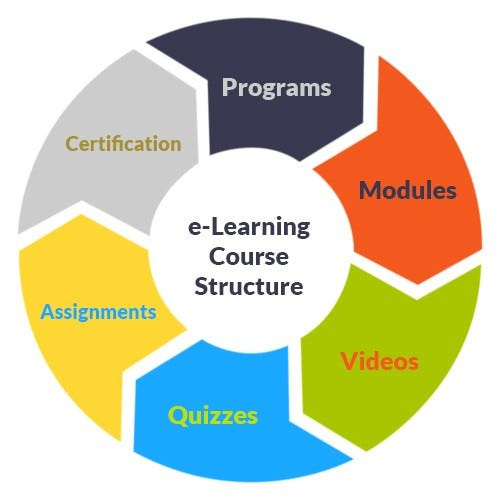 Programs
Certification
Modules
e-Learning
Course
Structure
Assignments
Videos
Quizzes